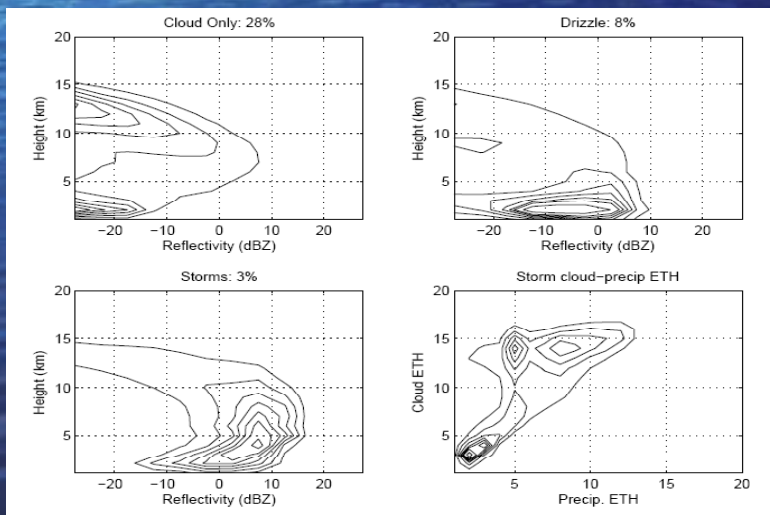 Cloud Only: 28%
20
15
10
5
Height (km)
−20 −10 0 10 20
Reflectivity (dBZ)
Drizzle: 8%
20
15
10
5
Height (km)
−20 −10 0 10 20
Reflectivity (dBZ)
Storms: 3%
20
15
10
5
Height (km)
−20 −10 0 10 20
Reflectivity (dBZ)
Storm cloud−precip ETH
20
15
10
5
Cloud ETH
5 10 15 20
Precip. ETH